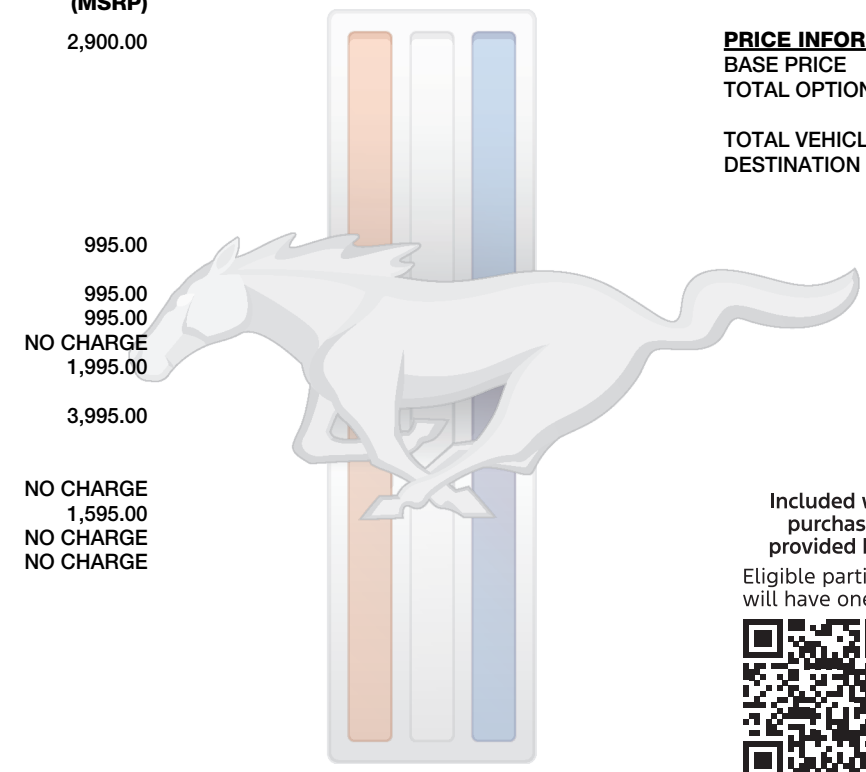 (MSRP)
2,900.00
995.00
995.00
995.00
NO CHARGE
1,995.00
3,995.00
NO CHARGE
1,595.00
NO CHARGE
NO CHARGE
PRICE INFOR
BASE PRICE
TOTAL OPTION
TOTAL VEHICL
DESTINATION
Included w
purchas
provided
Eligible parti
will have one